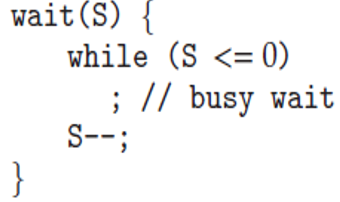 wait(S) {
while (S <= 0)
; // busy wait
S--;
}